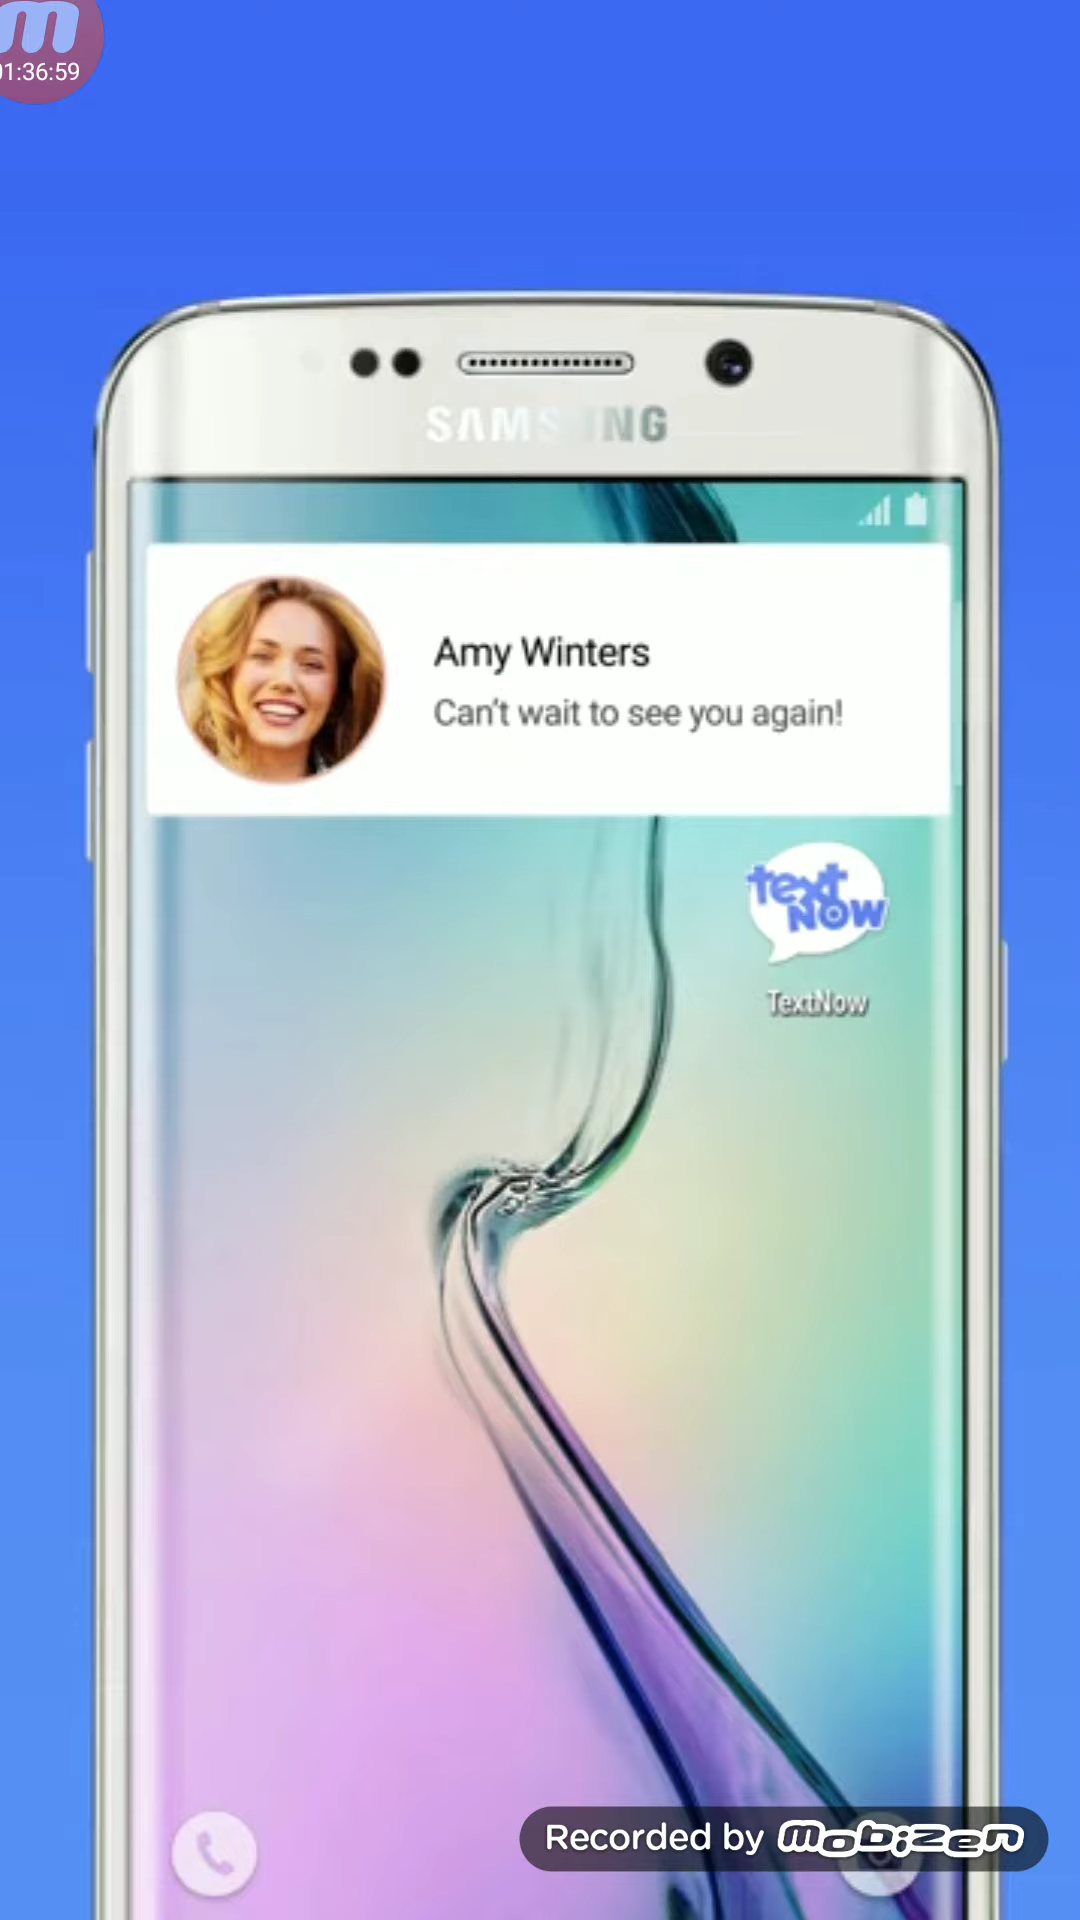 01:36:59
SAMSUNG
Amy Winters
Can't wait to see you again!
text
NOW
TextNow
Recorded by mobizen